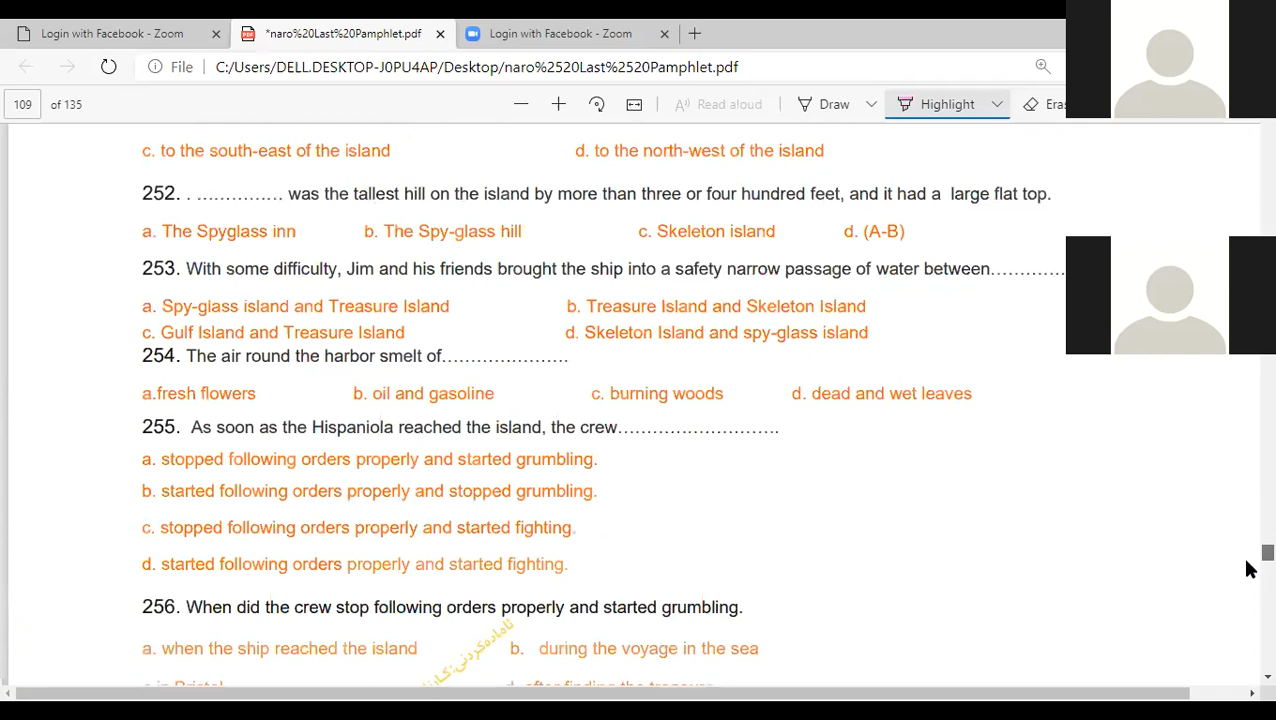 Login with Facebook - Zoom
*naro%20Last%20Pamphlet.pdf
Login with Facebook - Zoom
File C:/Users/DELL.DESKTOP-J0PU4AP/Desktop/naro%2520Last%2520Pamphlet.pdf
109 of 135
Read aloud
Draw
Highlight
c. to the south-east of the island d. to the north-west of the island
252. . …………… was the tallest hill on the island by more than three or four hundred feet, and it had a large flat top.
a. The Spyglass inn b. The Spy-glass hill c. Skeleton island d. (A-B)
253. With some difficulty, Jim and his friends brought the ship into a safety narrow passage of water between…………
a. Spy-glass island and Treasure Island b. Treasure Island and Skeleton Island
c. Gulf Island and Treasure Island d. Skeleton Island and spy-glass island
254. The air round the harbor smelt of………………….
a.fresh flowers b. oil and gasoline c. burning woods d. dead and wet leaves
255. As soon as the Hispaniola reached the island, the crew……………………….
a. stopped following orders properly and started grumbling.
b. started following orders properly and stopped grumbling.
c. stopped following orders properly and started fighting.
d. started following orders properly and started fighting.
256. When did the crew stop following orders properly and started grumbling.
ئامادەکردنی:
a. when the ship reached the island b. during the voyage in the sea
c in Bristol d. after finding the treasure